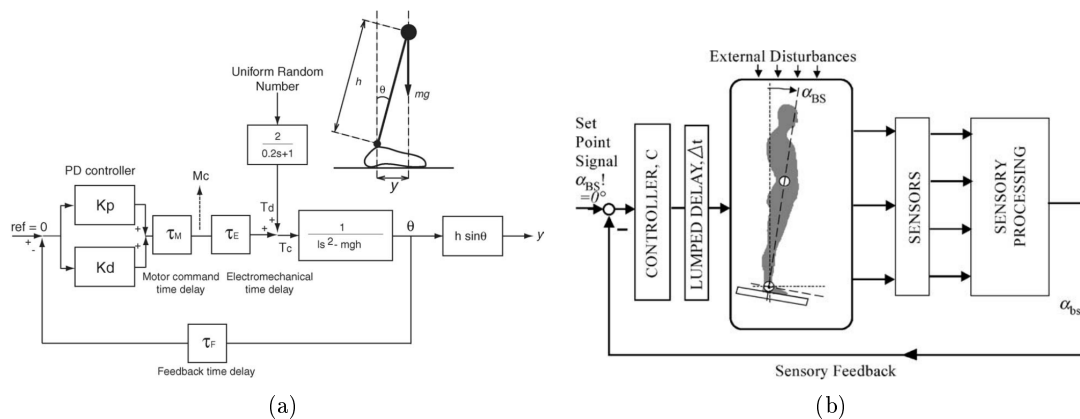 h
θ
mg
y
Uniform Random
Number
2
0.2s+1
PD controller
Mc
Kp
Td
ref = 0
+
-
+
+
τM
τE
+
+
Tc
1
Is²- mgh
θ
h sinθ
y
Kd
Motor command
time delay
Electromechanical
time delay
τF
Feedback time delay
(a)
External Disturbances
αBS
Set
Point
Signal
αBS!
=0°
−
CONTROLLER, C
LUMPED DELAY, Δt
SENSORS
SENSORY
PROCESSING
αbs
Sensory Feedback
(b)